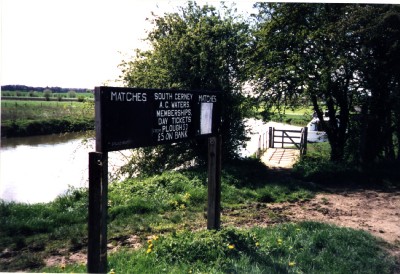 MATCHES SOUTH CERNEY MATCHES
A.C WATERS
MEMBERSHIPS
DAY TICKETS
PLOUGH
£5 ON BANK